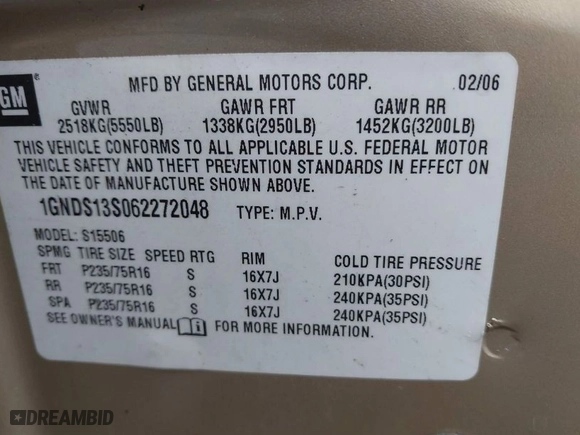 GM
MFD BY GENERAL MOTORS CORP. 02/06
GVWR GAWR FRT GAWR RR
2518KG(5550LB) 1338KG(2950LB) 1452KG(3200LB)
THIS VEHICLE CONFORMS TO ALL APPLICABLE U.S. FEDERAL MOTOR
VEHICLE SAFETY AND THEFT PREVENTION STANDARDS IN EFFECT ON
THE DATE OF MANUFACTURE SHOWN ABOVE.
1GNDS13S062272048 TYPE: M.P.V.
MODEL: S15506
SPMG TIRE SIZE SPEED RTG RIM COLD TIRE PRESSURE
FRT P235/75R16 S 16X7J 210KPA(30PSI)
RR P235/75R16 S 16X7J 240KPA(35PSI)
SPA P235/75R16 S 16X7J 240KPA(35PSI)
SEE OWNER'S MANUAL FOR MORE INFORMATION.
DREAMBID